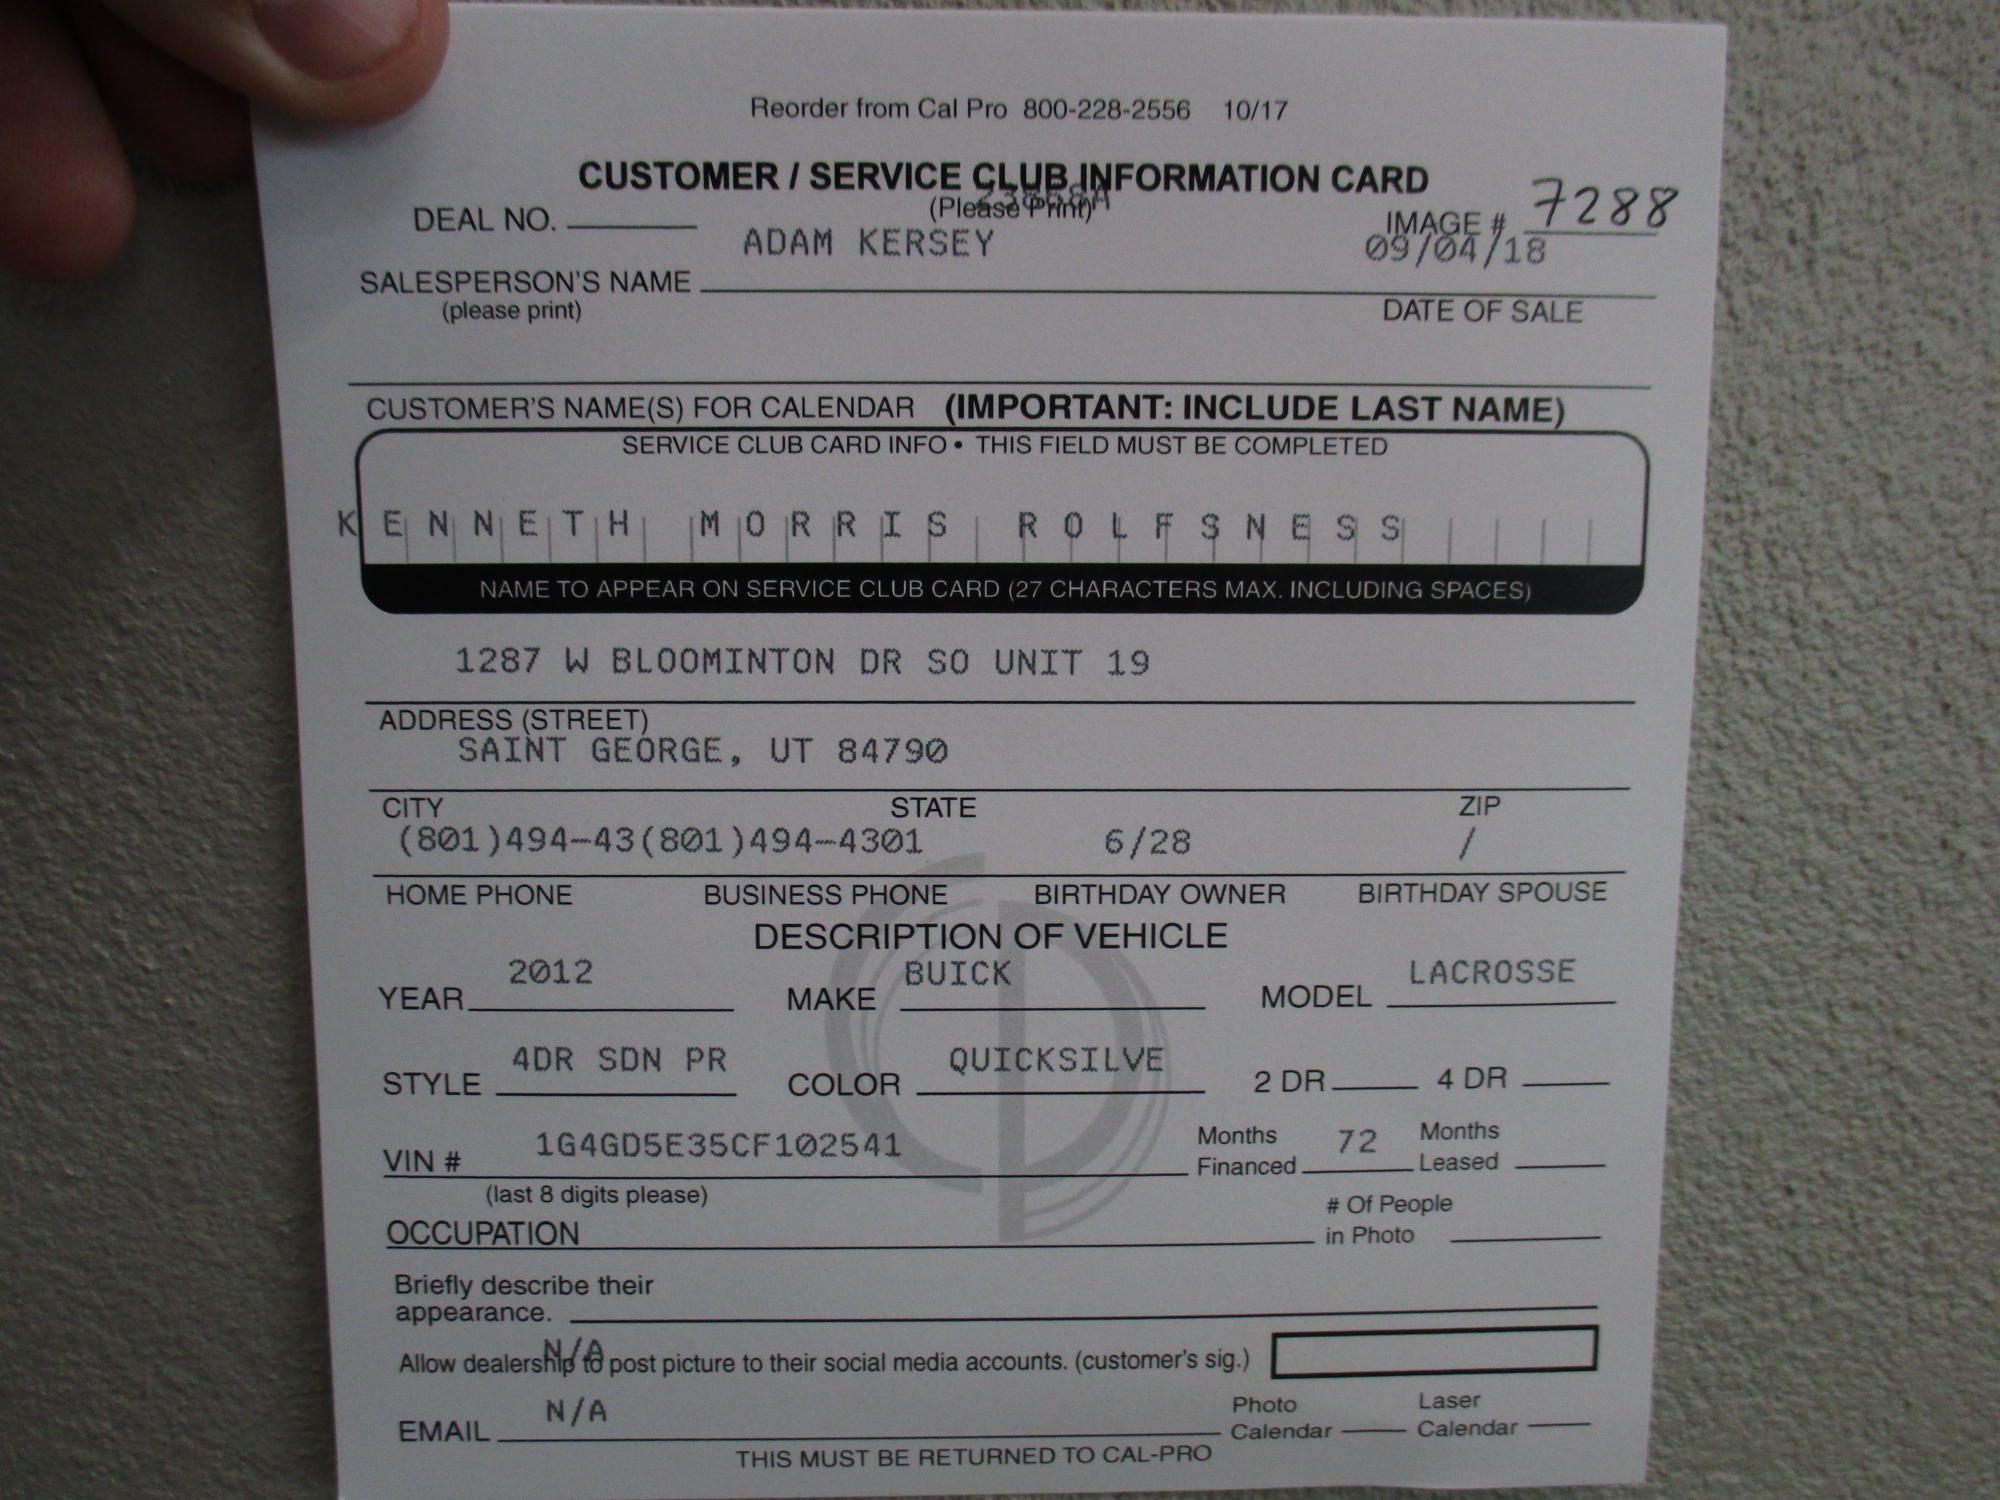 Reorder from Cal Pro 800-228-2556 10/17
CUSTOMER / SERVICE CLUB INFORMATION CARD
(Please Print)
DEAL NO. IMAGE # 7288
ADAM KERSEY 09/04/18
SALESPERSON'S NAME
(please print) DATE OF SALE
CUSTOMER'S NAME(S) FOR CALENDAR (IMPORTANT: INCLUDE LAST NAME)
SERVICE CLUB CARD INFO • THIS FIELD MUST BE COMPLETED
KENNETH MORRIS ROLFSNESS
NAME TO APPEAR ON SERVICE CLUB CARD (27 CHARACTERS MAX. INCLUDING SPACES)
1287 W BLOOMINTON DR SO UNIT 19
ADDRESS (STREET)
SAINT GEORGE, UT 84790
CITY STATE ZIP
(801)494-43(801)494-4301 6/28 /
HOME PHONE BUSINESS PHONE BIRTHDAY OWNER BIRTHDAY SPOUSE
DESCRIPTION OF VEHICLE
2012 BUICK LACROSSE
YEAR MAKE MODEL
4DR SDN PR QUICKSILVE
STYLE COLOR 2 DR 4 DR
1G4GD5E35CF102541 Months 72 Months
VIN # Financed Leased
(last 8 digits please) # Of People
OCCUPATION in Photo
Briefly describe their
appearance.
N/A
Allow dealership to post picture to their social media accounts. (customer's sig.)
N/A Photo Laser
EMAIL Calendar Calendar
THIS MUST BE RETURNED TO CAL-PRO